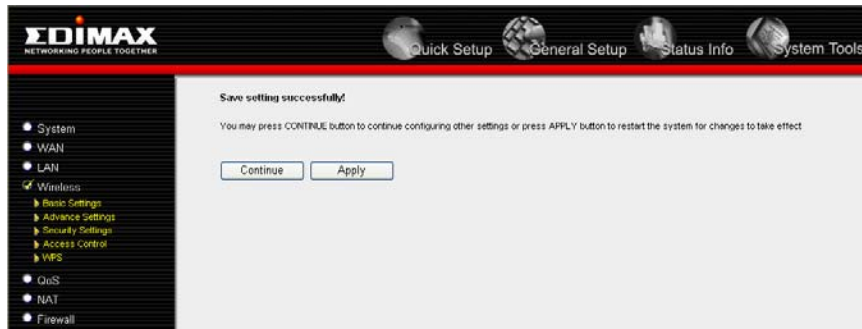 EDIMAX
NETWORKING PEOPLE TOGETHER
Quick Setup General Setup Status Info System Tools
Save setting successfully!
You may press CONTINUE button to continue configuring other settings or press APPLY button to restart the system for changes to take effect
Continue Apply
System
WAN
LAN
Wireless
Basic Settings
Advance Settings
Security Settings
Access Control
WPS
QoS
NAT
Firewall